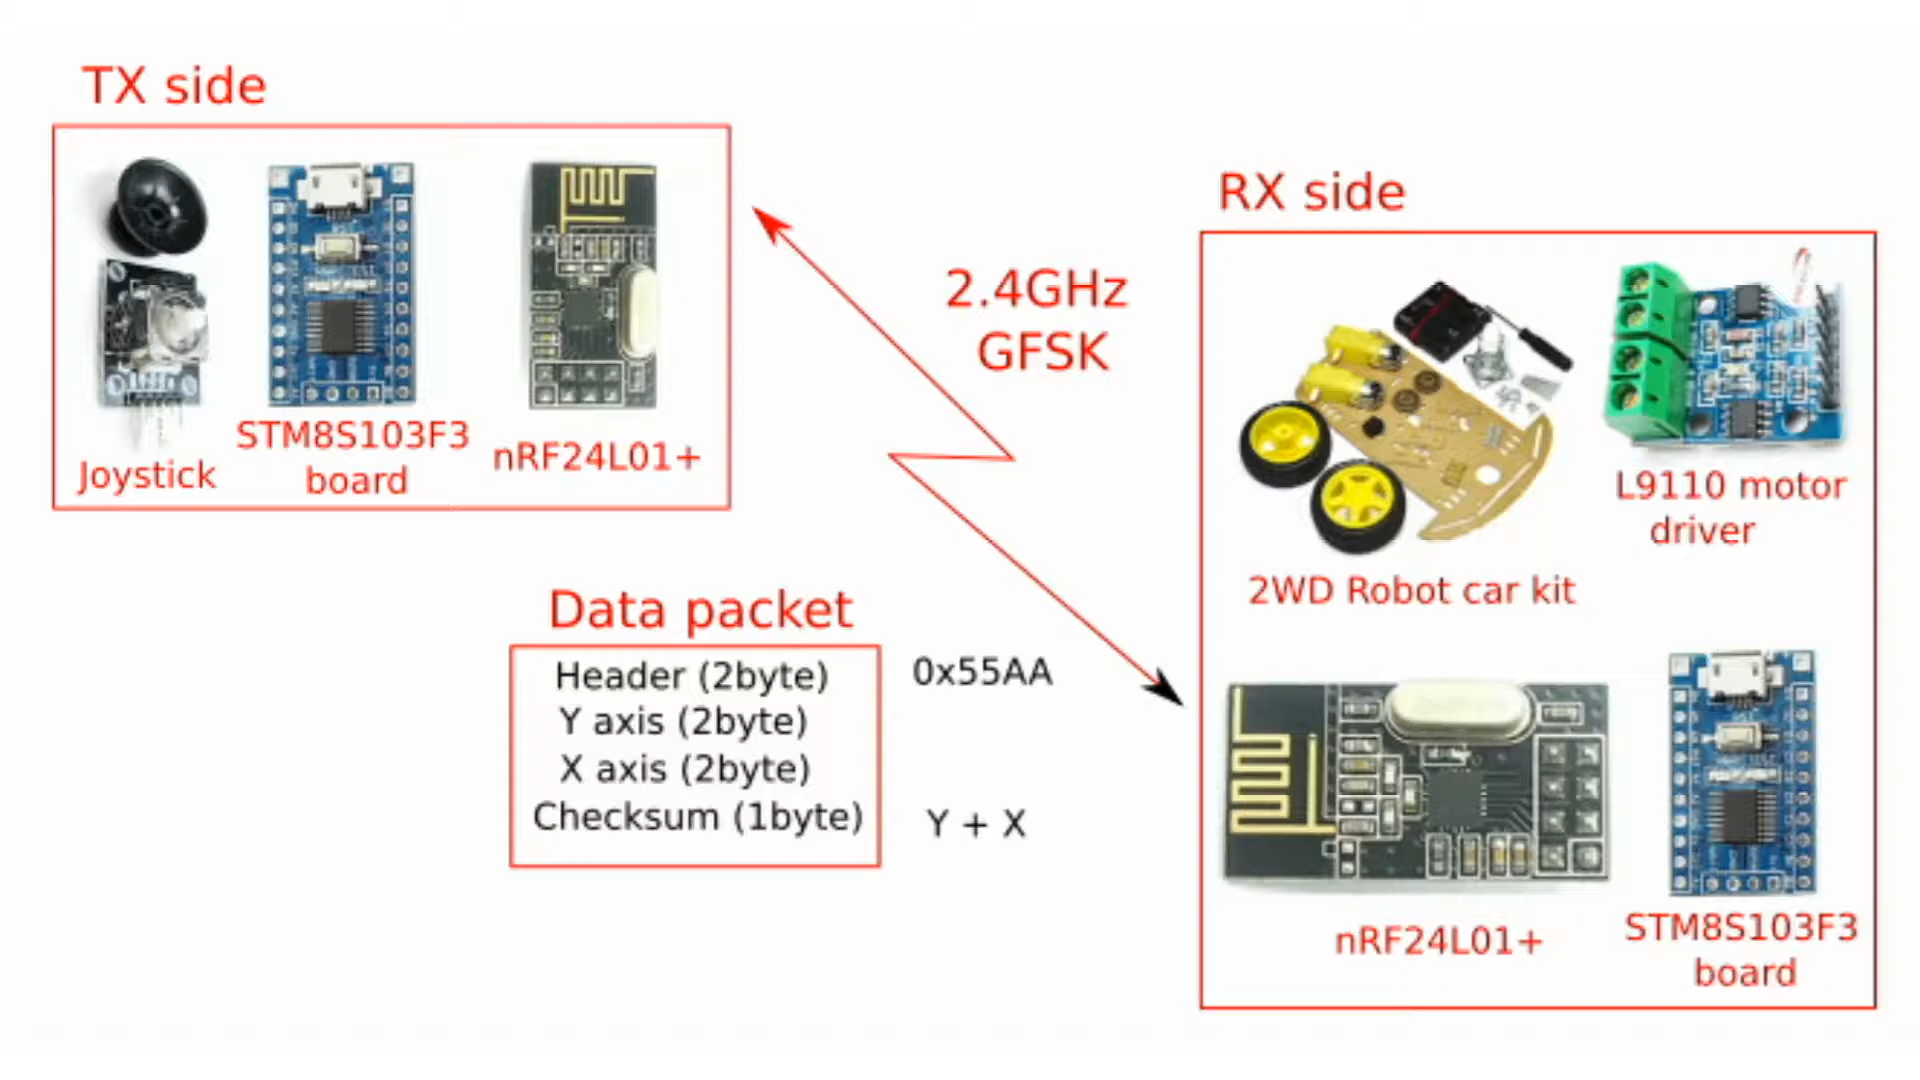 TX side
Joystick
STM8S103F3
board
nRF24L01+
2.4GHz
GFSK
RX side
2WD Robot car kit
L9110 motor
driver
nRF24L01+
STM8S103F3
board
Data packet
Header (2byte)
0x55AA
Y axis (2byte)
X axis (2byte)
Checksum (1byte)
Y + X